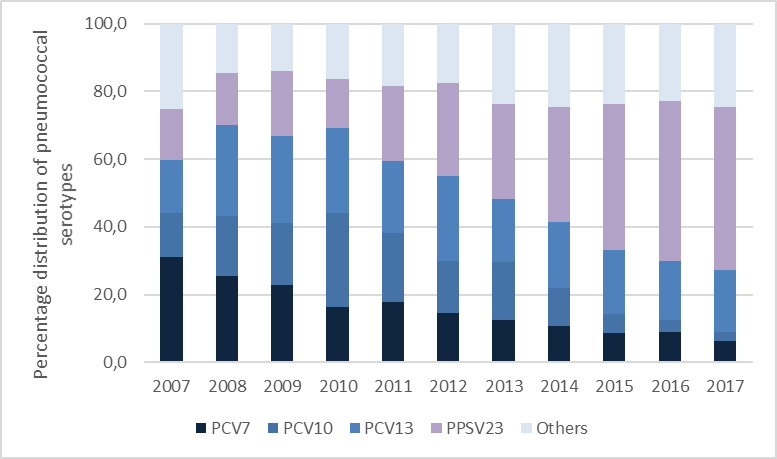 Percentage distribution of pneumococcal
serotypes
100,0
80,0
60,0
40,0
20,0
0,0
2007 2008 2009 2010 2011 2012 2013 2014 2015 2016 2017
PCV7 PCV10 PCV13 PPSV23 Others